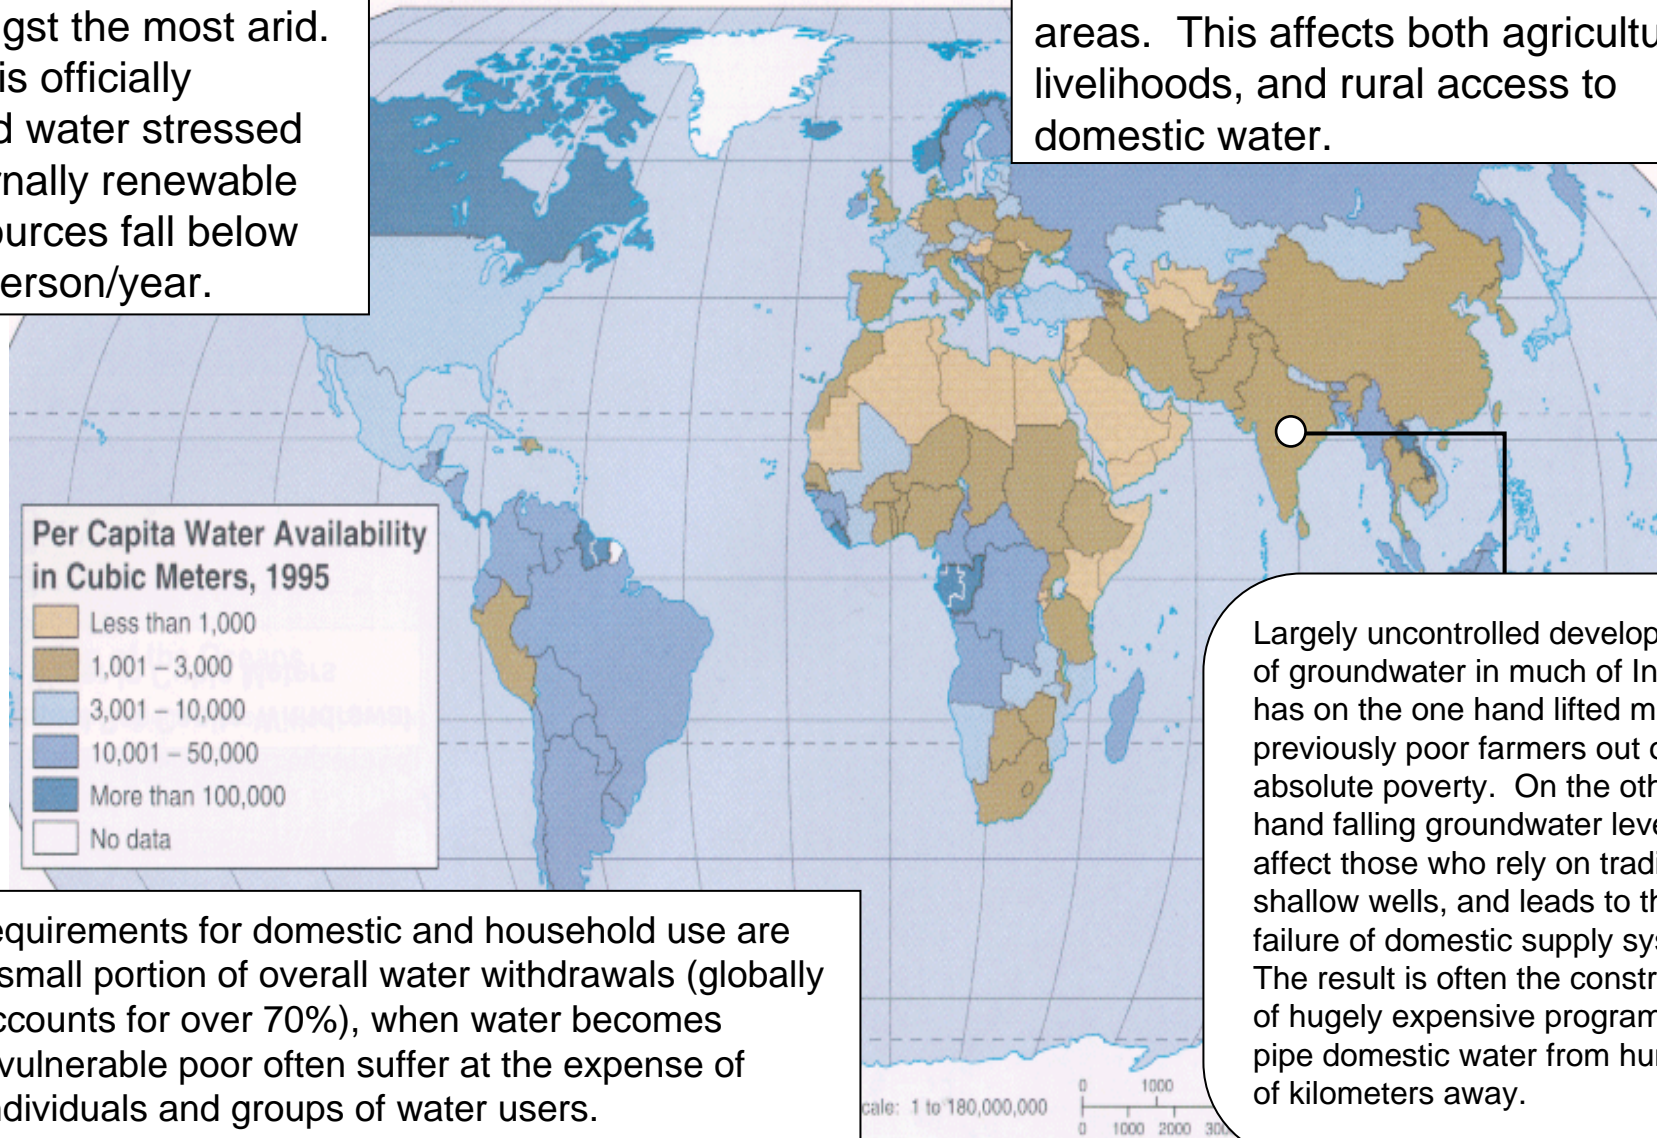 gst the most arid.
is officially
d water stressed
rnally renewable
ources fall below
erson/year.
areas.  This affects both agricultu
livelihoods, and rural access to
domestic water.
Per Capita Water Availability
in Cubic Meters, 1995
Less than 1,000
1,001 – 3,000
3,001 – 10,000
10,001 – 50,000
More than 100,000
No data
Largely uncontrolled develop
of groundwater in much of In
has on the one hand lifted m
previously poor farmers out o
absolute poverty.  On the oth
hand falling groundwater leve
affect those who rely on tradi
shallow wells, and leads to th
failure of domestic supply sys
The result is often the constr
of hugely expensive program
pipe domestic water from hur
of kilometers away.
equirements for domestic and household use are
small portion of overall water withdrawals (globally
ccounts for over 70%), when water becomes
vulnerable poor often suffer at the expense of
ndividuals and groups of water users.
cale: 1 to 180,000,000
0 1000
0 1000 2000 300